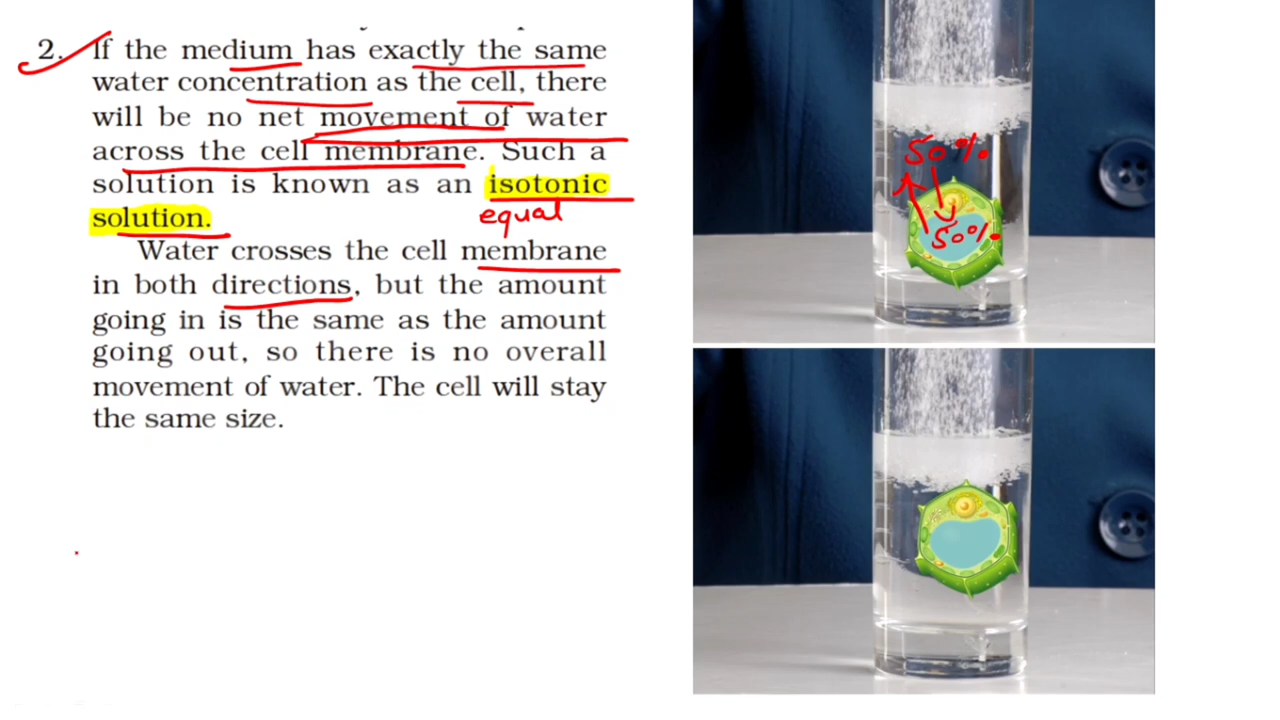 2. If the medium has exactly the same
water concentration as the cell, there
will be no net movement of water
across the cell membrane. Such a
solution is known as an isotonic
solution.
equal
Water crosses the cell membrane
in both directions, but the amount
going in is the same as the amount
going out, so there is no overall
movement of water. The cell will stay
the same size.
50%
50%